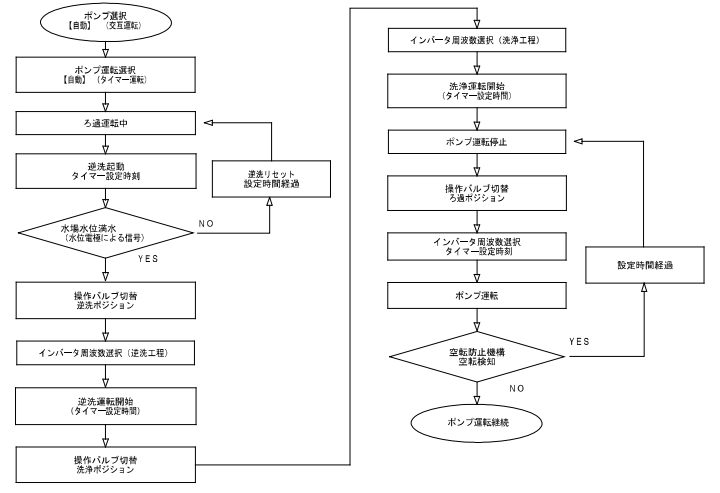 ポンプ選択
【自動】 (交互運転)
ポンプ運転選択
【自動】 (タイマー運転)
ろ過運転中
逆洗起動
タイマー設定時刻
逆洗リセット
設定時間経過
水場水位満水
(水位電極による信号)
NO
YES
操作バルブ切替
逆洗ポジション
インバータ周波数選択 (逆洗工程)
逆洗運転開始
(タイマー設定時間)
操作バルブ切替
洗浄ポジション
インバータ周波数選択 (洗浄工程)
洗浄運転開始
(タイマー設定時間)
ポンプ運転停止
操作バルブ切替
ろ過ポジション
インバータ周波数選択
タイマー設定時刻
設定時間経過
ポンプ運転
空転防止機構
空転検知
YES
NO
ポンプ運転継続